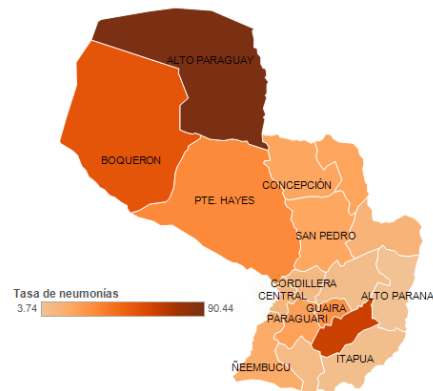 ALTO PARAGUAY
BOQUERON
CONCEPCIÓN
PTE. HAYES
SAN PEDRO
CORDILLERA
Tasa de neumonías
CENTRAL
ALTO PARANA
3.74
90.44
GUAIRA
PARAGUARI
ITAPUA
ÑEEMBUCU